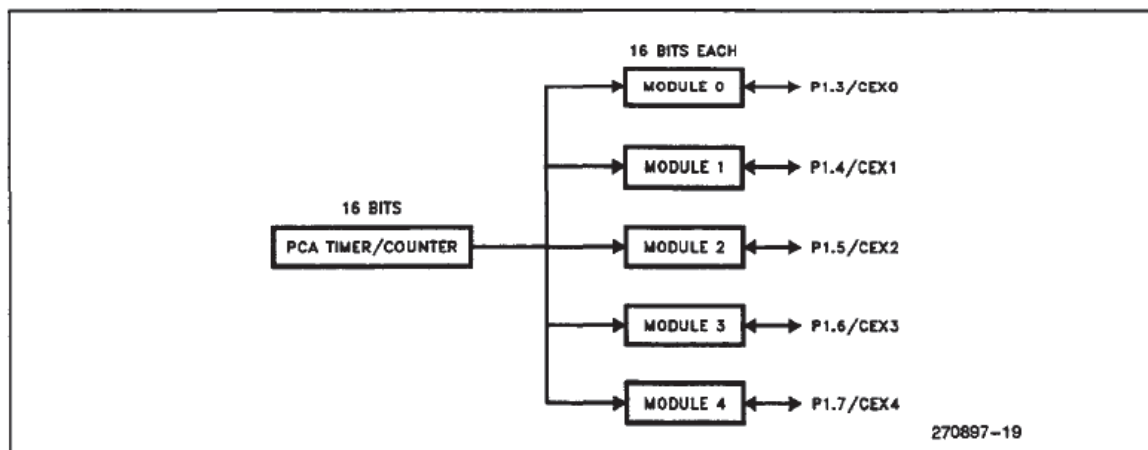 16 BITS EACH
MODULE 0
P1.3/CEX0
MODULE 1
P1.4/CEX1
16 BITS
PCA TIMER/COUNTER
MODULE 2
P1.5/CEX2
MODULE 3
P1.6/CEX3
MODULE 4
P1.7/CEX4
270897-19